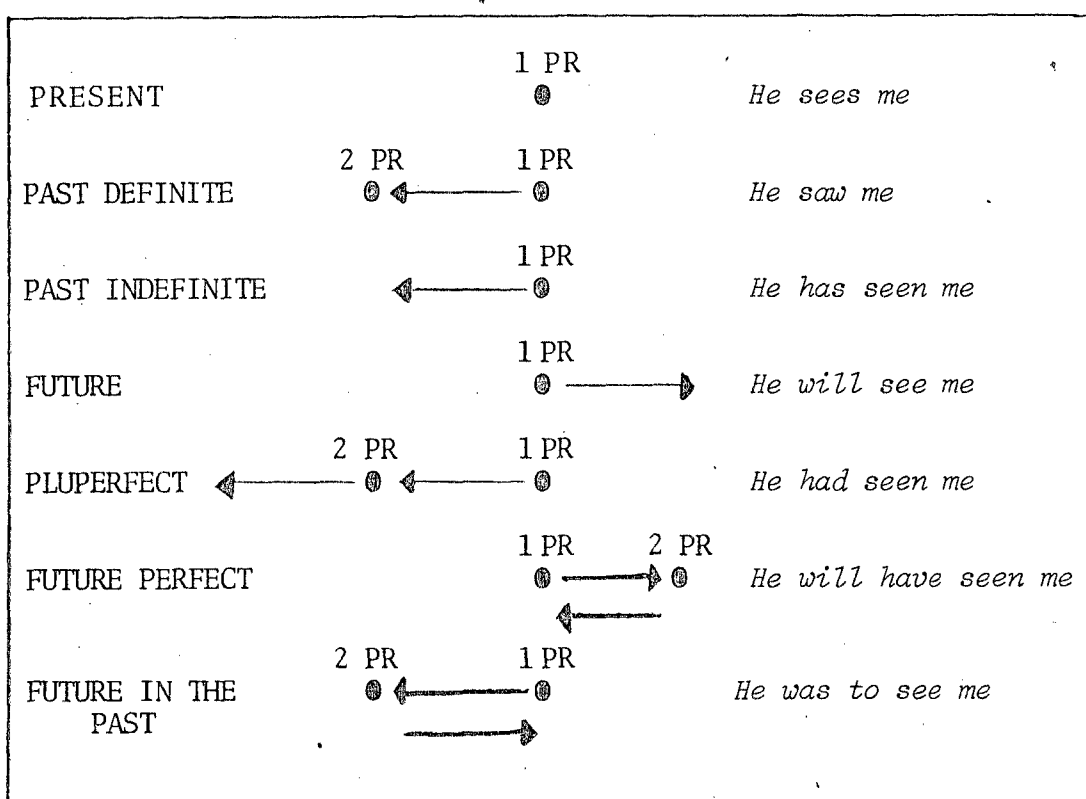 1 PR
PRESENT He sees me
2 PR 1 PR
PAST DEFINITE He saw me
1 PR
PAST INDEFINITE He has seen me
1 PR
FUTURE He will see me
2 PR 1 PR
PLUPERFECT He had seen me
1 PR 2 PR
FUTURE PERFECT He will have seen me
2 PR 1 PR
FUTURE IN THE He was to see me
PAST